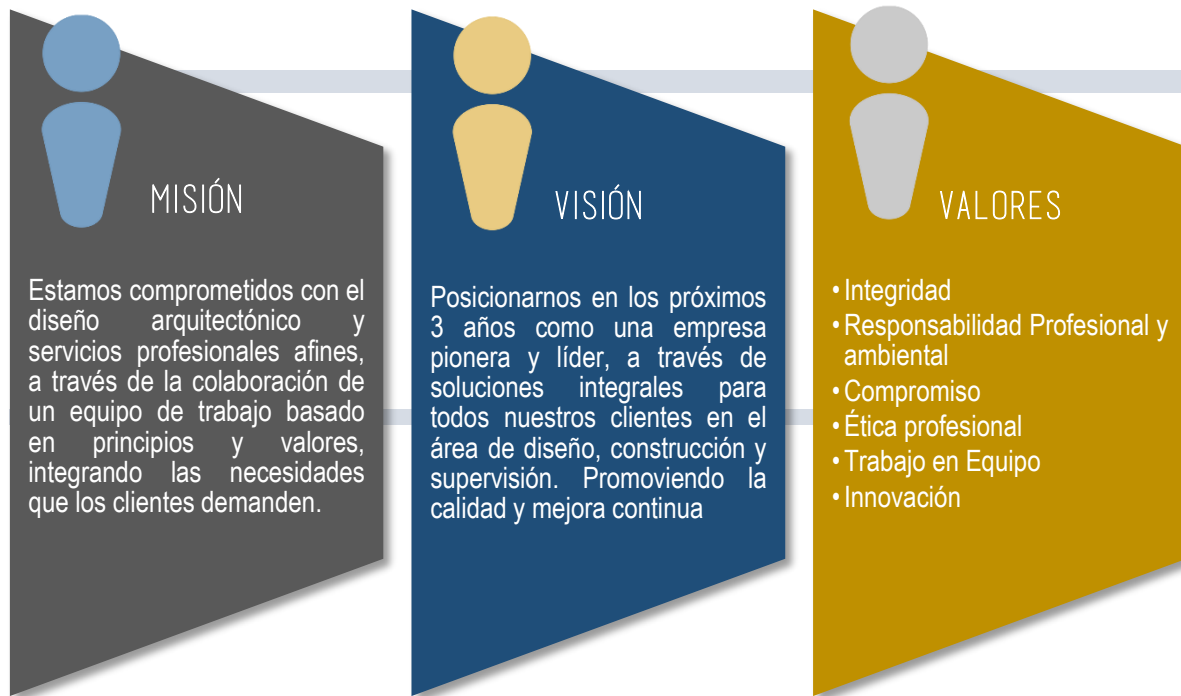 MISIÓN
Estamos comprometidos con el
diseño arquitectónico y
servicios profesionales afines,
a través de la colaboración de
un equipo de trabajo basado
en principios y valores,
integrando las necesidades
que los clientes demanden.
VISIÓN
Posicionarnos en los próximos
3 años como una empresa
pionera y líder, a través de
soluciones integrales para
todos nuestros clientes en el
área de diseño, construcción y
supervisión. Promoviendo la
calidad y mejora continua
VALORES
• Integridad
• Responsabilidad Profesional y
ambiental
• Compromiso
• Ética profesional
• Trabajo en Equipo
• Innovación